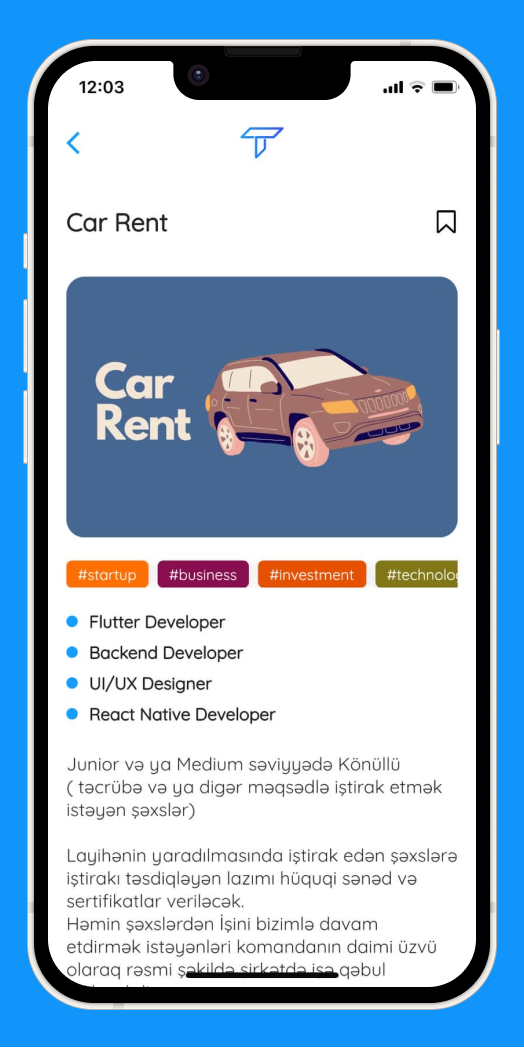 12:03
Car Rent
Car
Rent
#startup #business #investment
Flutter Developer
Backend Developer
UI/UX Designer
React Native Developer
Junior və ya Medium səviyyədə Könüllü
( təcrübə və ya digər məqsədlə iştirak etmək
istəyən şəxslər)
Layihənin yaradılmasında iştirak edən şəxslərə
iştirakı təsdiqləyən lazımı hüquqi sənəd və
sertifikatlar veriləcək.
Həmin şəxslərdən İşini bizimlə davam
etdirmək istəyənləri komandanın daimi üzvü
olaraq rəsmi şəkildə şirkətdə işə qəbul